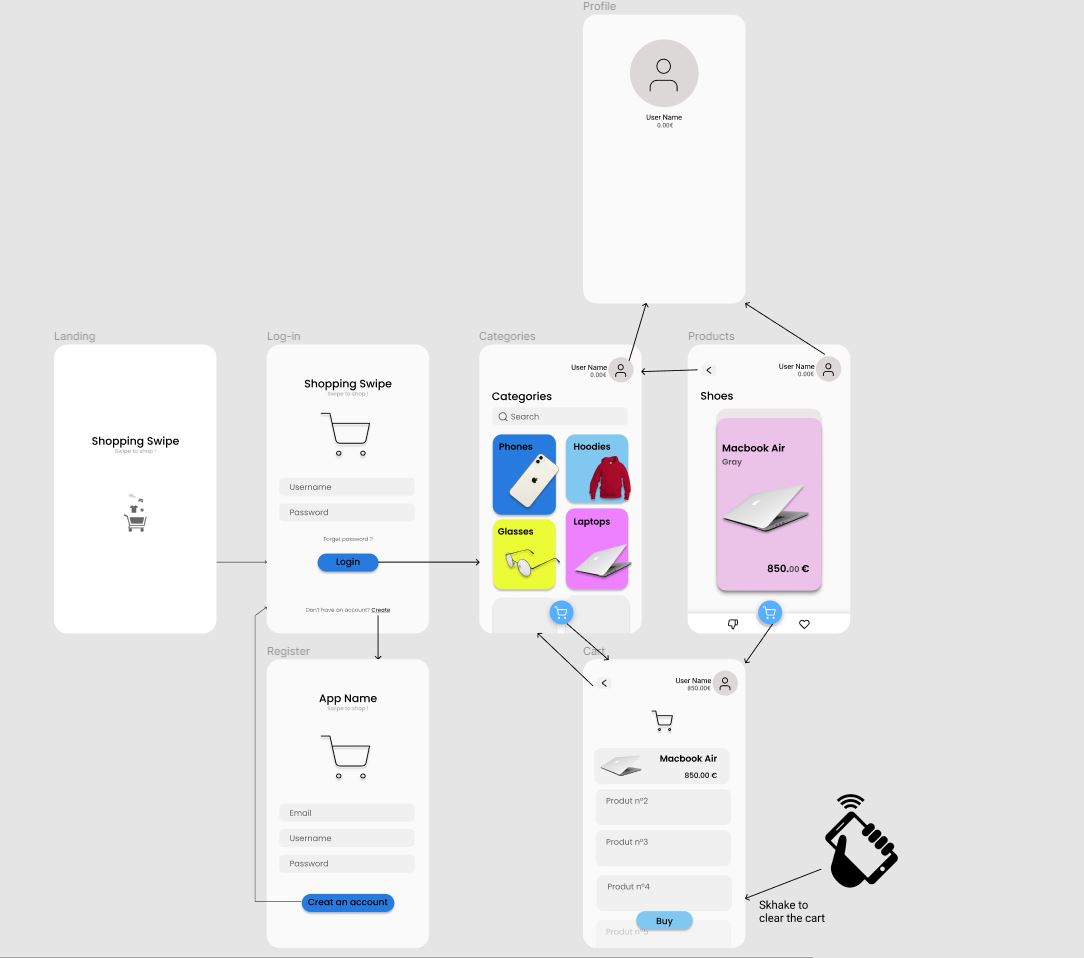 Profile
User Name
0.00€
Landing
Shopping Swipe
Swipe to shop !
Log-in
Shopping Swipe
Swipe to shop !
Username
Password
Forget password ?
Login
Don't have an account? Create
Categories
User Name
0.00€
Categories
Search
Phones
Hoodies
Glasses
Laptops
Products
User Name
0.00€
Shoes
Macbook Air
Gray
850.00 €
Register
App Name
Swipe to shop !
Email
Username
Password
Creat an account
Cart
User Name
850.00€
Macbook Air
850.00 €
Produt nº2
Produt nº3
Produt nº4
Buy
Produt nº5
Skhake to
clear the cart